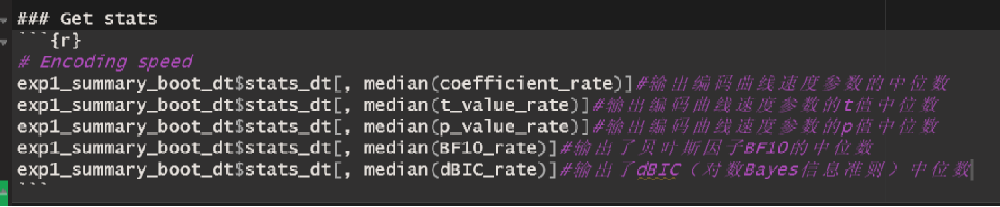 ### Get stats
```{r}
# Encoding speed
exp1_summary_boot_dt$stats_dt[, median(coefficient_rate)]#输出编码曲线速度参数的中位数
exp1_summary_boot_dt$stats_dt[, median(t_value_rate)]#输出编码曲线速度参数的t值中位数
exp1_summary_boot_dt$stats_dt[, median(p_value_rate)]#输出编码曲线速度参数的p值中位数
exp1_summary_boot_dt$stats_dt[, median(BF10_rate)]#输出了贝叶斯因子BF10的中位数
exp1_summary_boot_dt$stats_dt[, median(dBIC_rate)]#输出了dBIC（对数Bayes信息准则）中位数
```